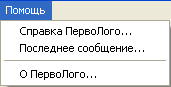 Помощь
Справка ПервоЛого...
Последнее сообщение...
О ПервоЛого...